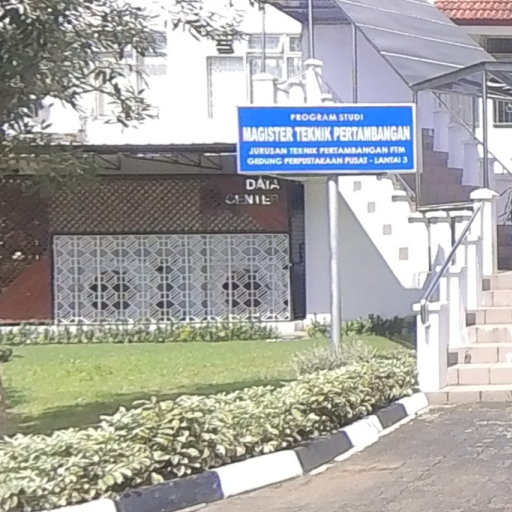 PROGRAM STUDI
MAGISTER TEKNIK PERTAMBANGAN
JURUSAN TEKNIK PERTAMBANGAN FTM
GEDUNG PERPUSTAKAAN PUSAT - LANTAI 3
DATA
CENTER